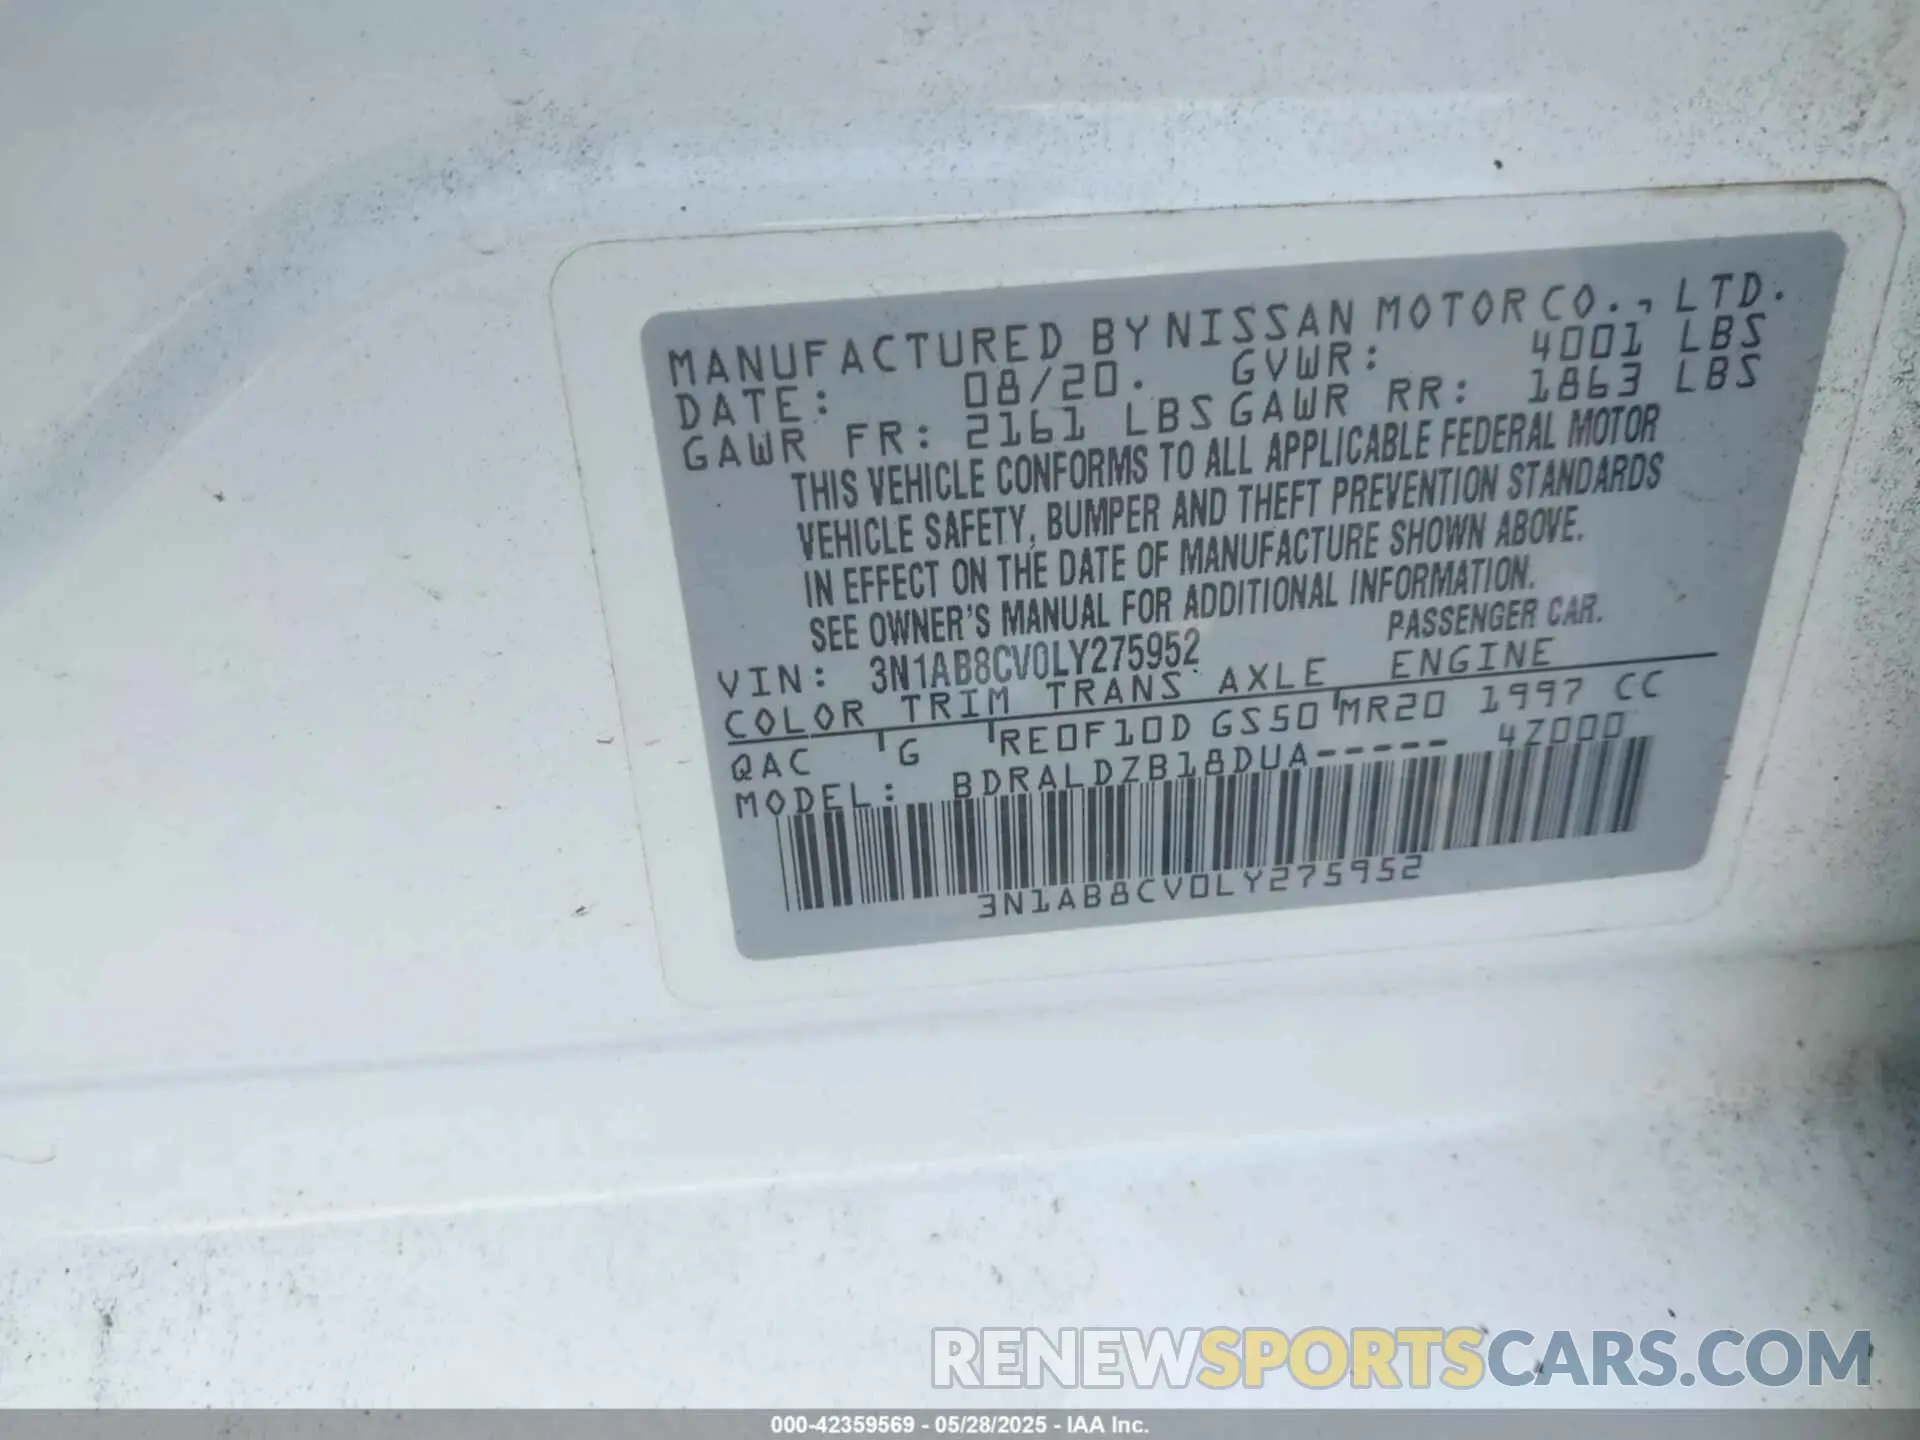 MANUFACTURED BY NISSAN MOTOR CO., LTD.
DATE: 08/20. GVWR: 4001 LBS
GAWR FR: 2161 LBS GAWR RR: 1863 LBS
THIS VEHICLE CONFORMS TO ALL APPLICABLE FEDERAL MOTOR
VEHICLE SAFETY, BUMPER AND THEFT PREVENTION STANDARDS
IN EFFECT ON THE DATE OF MANUFACTURE SHOWN ABOVE.
SEE OWNER'S MANUAL FOR ADDITIONAL INFORMATION.
VIN: 3N1AB8CV0LY275952 PASSENGER CAR.
COLOR TRIM TRANS AXLE ENGINE
QAC G RE0F10D GS50 MR20 1997 CC
MODEL: BDRALDZB18DUA----- 4Z000
3N1AB8CV0LY275952
RENEWSPORTSCARS.COM
000-42359569 - 05/28/2025 - IAA Inc.